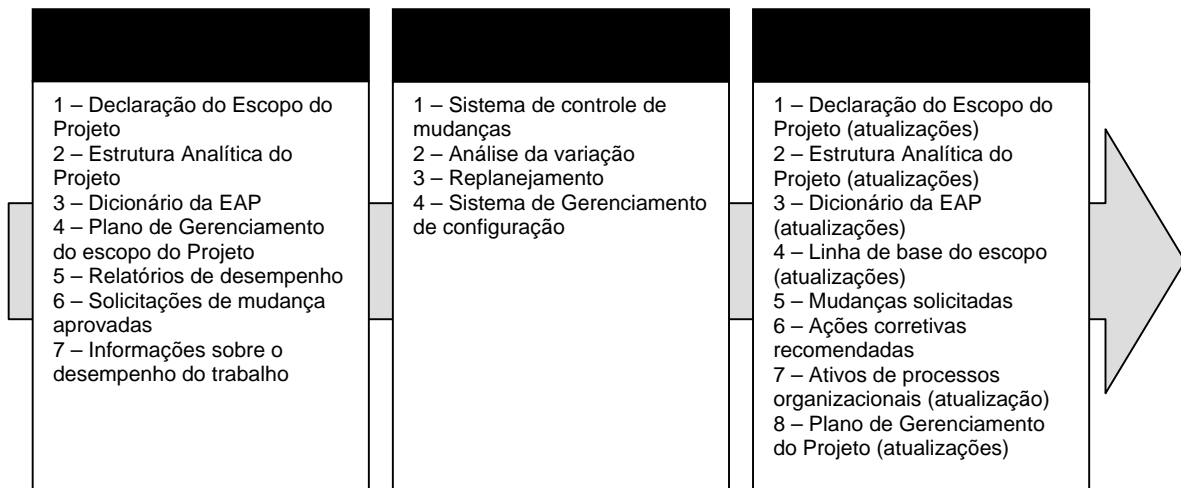 1 – Declaração do Escopo do
Projeto
2 – Estrutura Analítica do
Projeto
3 – Dicionário da EAP
4 – Plano de Gerenciamento
do escopo do Projeto
5 – Relatórios de desempenho
6 – Solicitações de mudança
aprovadas
7 – Informações sobre o
desempenho do trabalho
1 – Sistema de controle de
mudanças
2 – Análise da variação
3 – Replanejamento
4 – Sistema de Gerenciamento
de configuração
1 – Declaração do Escopo do
Projeto (atualizações)
2 – Estrutura Analítica do
Projeto (atualizações)
3 – Dicionário da EAP
(atualizações)
4 – Linha de base do escopo
(atualizações)
5 – Mudanças solicitadas
6 – Ações corretivas
recomendadas
7 – Ativos de processos
organizacionais (atualização)
8 – Plano de Gerenciamento
do Projeto (atualizações)